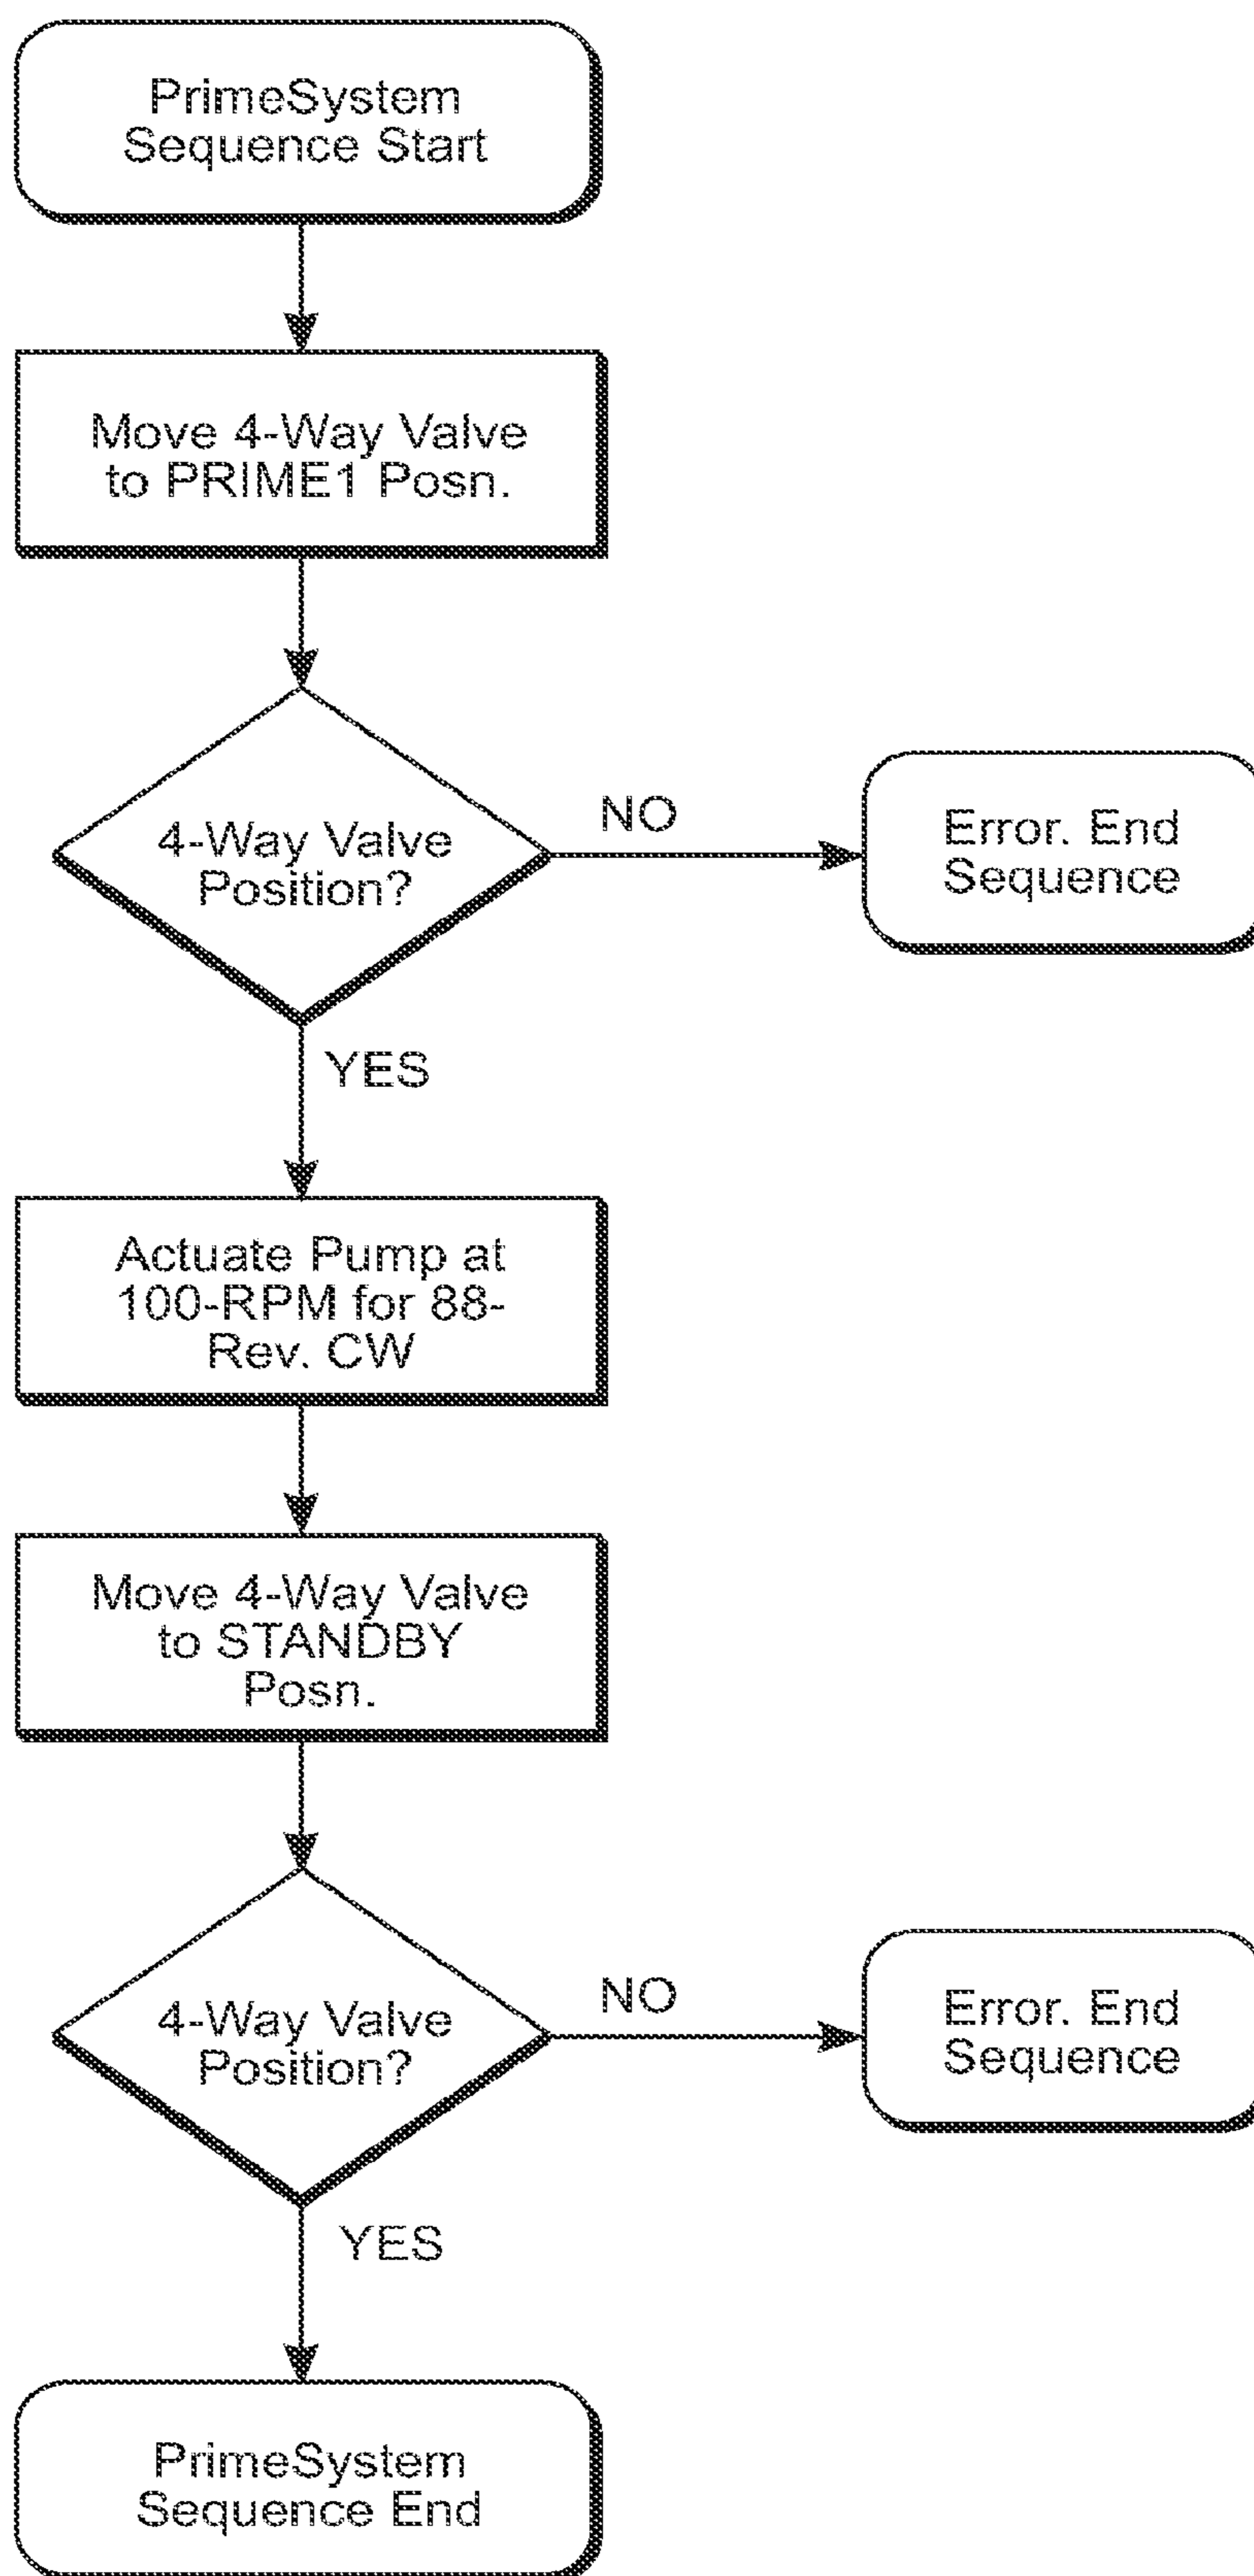 PrimeSystem
Sequence Start
Move 4-Way Valve
to PRIME1 Posn.
4-Way Valve
Position?
NO
Error. End
Sequence
YES
Actuate Pump at
100-RPM for 88-
Rev. CW
Move 4-Way Valve
to STANDBY
Posn.
4-Way Valve
Position?
NO
Error. End
Sequence
YES
PrimeSystem
Sequence End